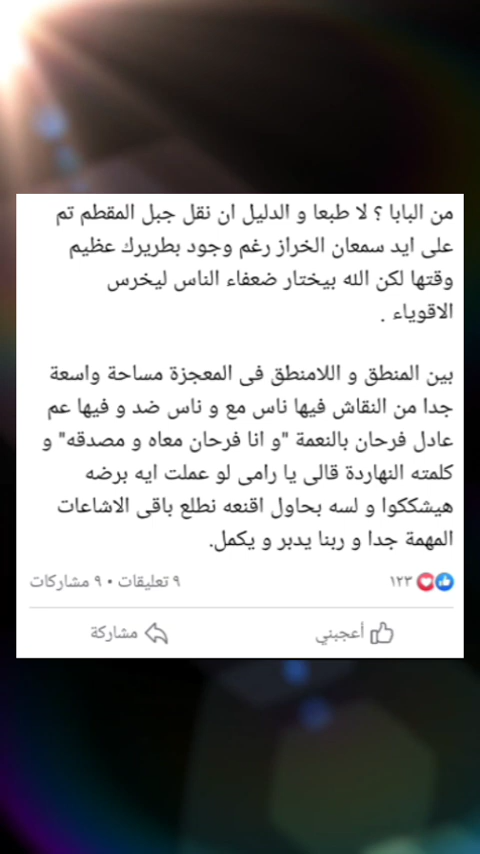 من البابا ؟ لا طبعا و الدليل ان نقل جبل المقطم تم
على ايد سمعان الخراز رغم وجود بطريرك عظيم
وقتها لكن الله بيختار ضعفاء الناس ليخرس
الاقوياء .
بين المنطق و اللامنطق فى المعجزة مساحة واسعة
جدا من النقاش فيها ناس مع و ناس ضد و فيها عم
عادل فرحان بالنعمة "و انا فرحان معاه و مصدقه" و
كلمته النهاردة قالى يا رامى لو عملت ايه برضه
هيشككوا و لسه بحاول اقنعه نطلع باقى الاشاعات
المهمة جدا و ربنا يدبر و يكمل.
١٢٣ ٩ تعليقات • ٩ مشاركات
أعجبني مشاركة